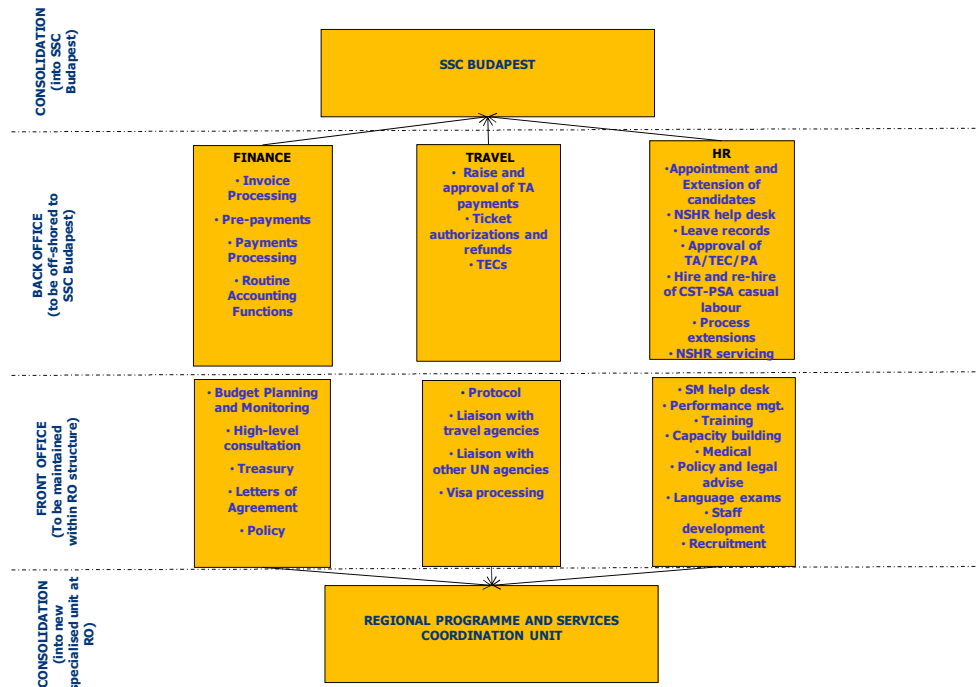 CONSOLIDATION
(into SSC
Budapest)
SSC BUDAPEST
BACK OFFICE
(to be off-shored to
SSC Budapest)
FINANCE
• Invoice
Processing
• Pre-payments
• Payments
Processing
• Routine
Accounting
Functions
TRAVEL
• Raise and
approval of TA
payments
• Ticket
authorizations and
refunds
• TECs
HR
•Appointment and
Extension of
candidates
• NSHR help desk
• Leave records
• Approval of
TA/TEC/PA
• Hire and re-hire
of CST-PSA casual
labour
• Process
extensions
• NSHR servicing
FRONT OFFICE
(To be maintained
within RO structure)
• Budget Planning
and Monitoring
• High-level
consultation
• Treasury
• Letters of
Agreement
• Policy
• Protocol
• Liaison with
travel agencies
• Liaison with
other UN agencies
• Visa processing
• SM help desk
• Performance mgt.
• Training
• Capacity building
• Medical
• Policy and legal
advise
• Language exams
• Staff
development
• Recruitment
CONSOLIDATION
(into new
specialised unit at
RO)
REGIONAL PROGRAMME AND SERVICES
COORDINATION UNIT